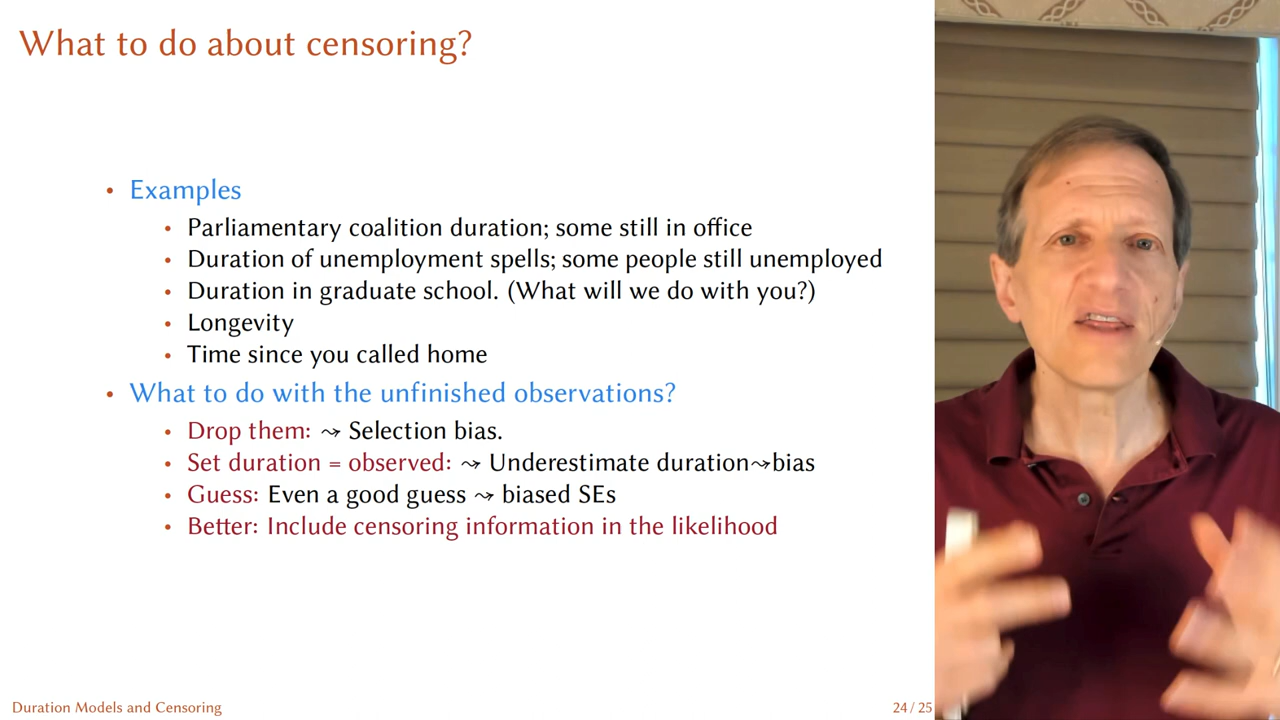 What to do about censoring?
• Examples
• Parliamentary coalition duration; some still in office
• Duration of unemployment spells; some people still unemployed
• Duration in graduate school. (What will we do with you?)
• Longevity
• Time since you called home
• What to do with the unfinished observations?
• Drop them: ⤳ Selection bias.
• Set duration = observed: ⤳ Underestimate duration⤳bias
• Guess: Even a good guess ⤳ biased SEs
• Better: Include censoring information in the likelihood
Duration Models and Censoring
24 / 25